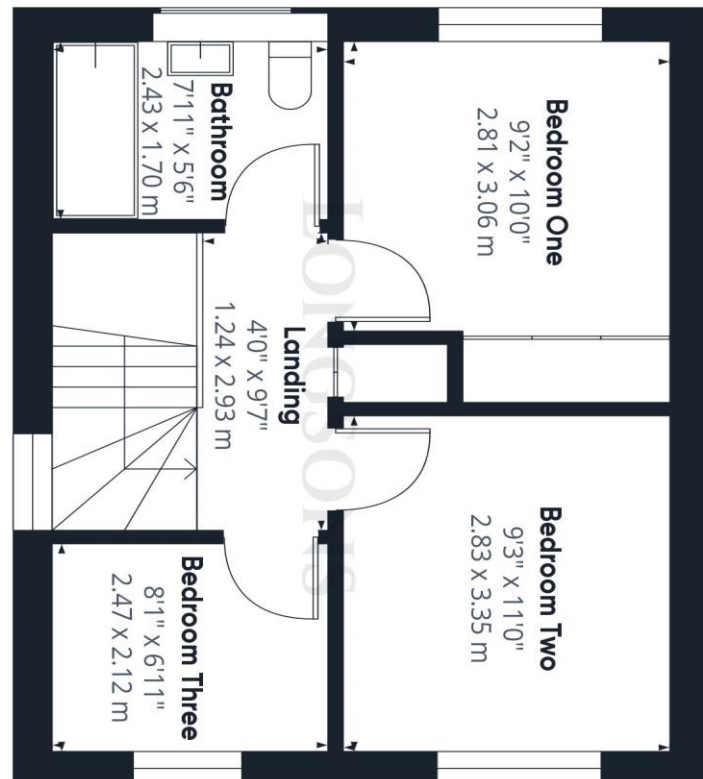 Bathroom
7'11" x 5'6"
2.43 x 1.70 m
Bedroom One
9'2" x 10'0"
2.81 x 3.06 m
Landing
4'0" x 9'7"
1.24 x 2.93 m
LONGSONS
Bedroom Two
9'3" x 11'0"
2.83 x 3.35 m
Bedroom Three
8'1" x 6'11"
2.47 x 2.12 m